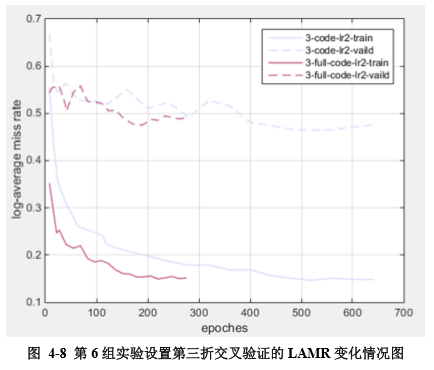 0.7
0.6
0.5
0.4
0.3
0.2
0.1
log-average miss rate
3-code-lr2-train
3-code-lr2-vaild
3-full-code-lr2-train
3-full-code-lr2-vaild
0 100 200 300 400 500 600 700
epoches
图 4-8 第 6 组实验设置第三折交叉验证的 LAMR 变化情况图